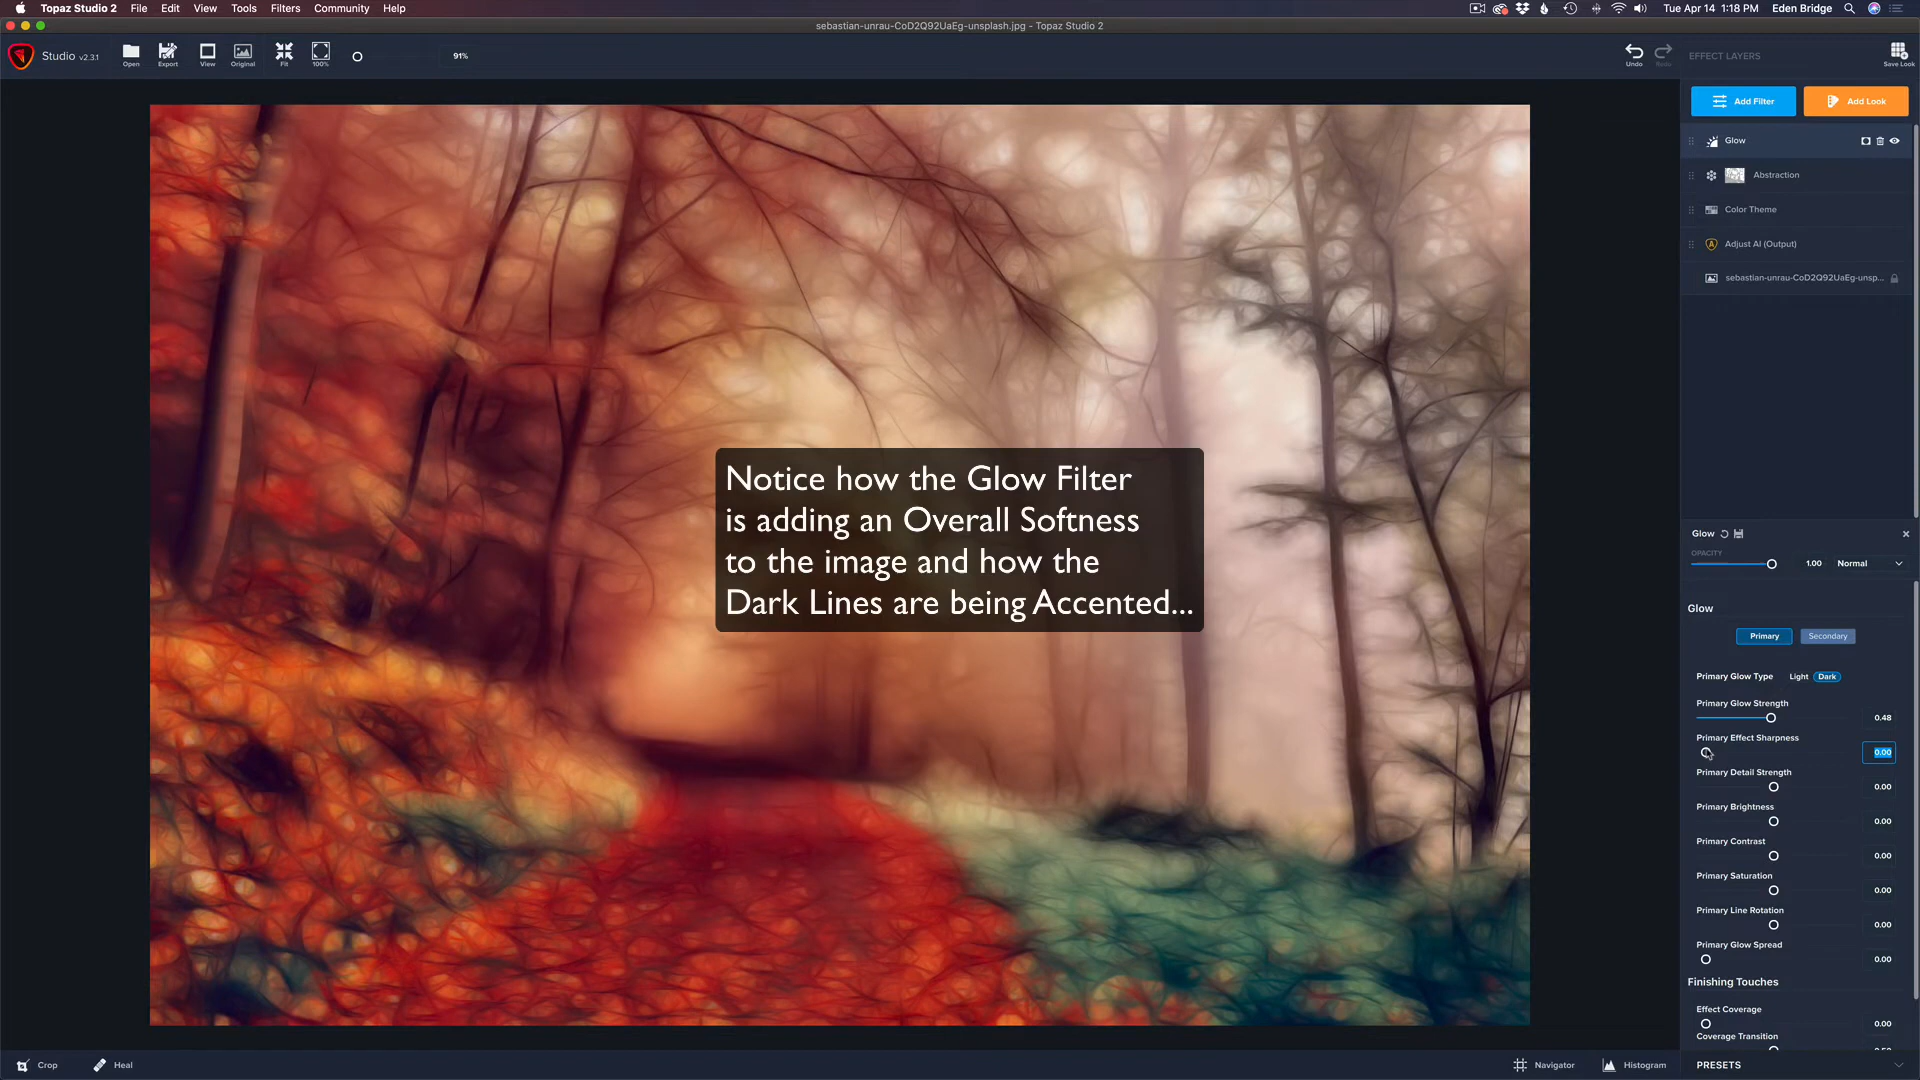 Topaz Studio 2 File Edit View Tools Filters Community Help Tue Apr 14 1:18 PM Eden Bridge
sebastian-unrau-CoD2Q92UaEg-unsplash.jpg - Topaz Studio 2
Studio v2.3.1 Open Export View Original Fit 100% 91% Undo Redo EFFECT LAYERS Save Look
Add Filter Add Look
Glow
Abstraction
Color Theme
Adjust AI (Output)
sebastian-unrau-CoD2Q92UaEg-unsp...
Notice how the Glow Filter
is adding an Overall Softness
to the image and how the
Dark Lines are being Accented...
Glow
OPACITY
1.00 Normal
Glow
Primary Secondary
Primary Glow Type Light Dark
Primary Glow Strength
0.48
Primary Effect Sharpness
0.00
Primary Detail Strength
0.00
Primary Brightness
0.00
Primary Contrast
0.00
Primary Saturation
0.00
Primary Line Rotation
0.00
Primary Glow Spread
0.00
Finishing Touches
Effect Coverage
0.00
Coverage Transition
Crop Heal Navigator Histogram PRESETS